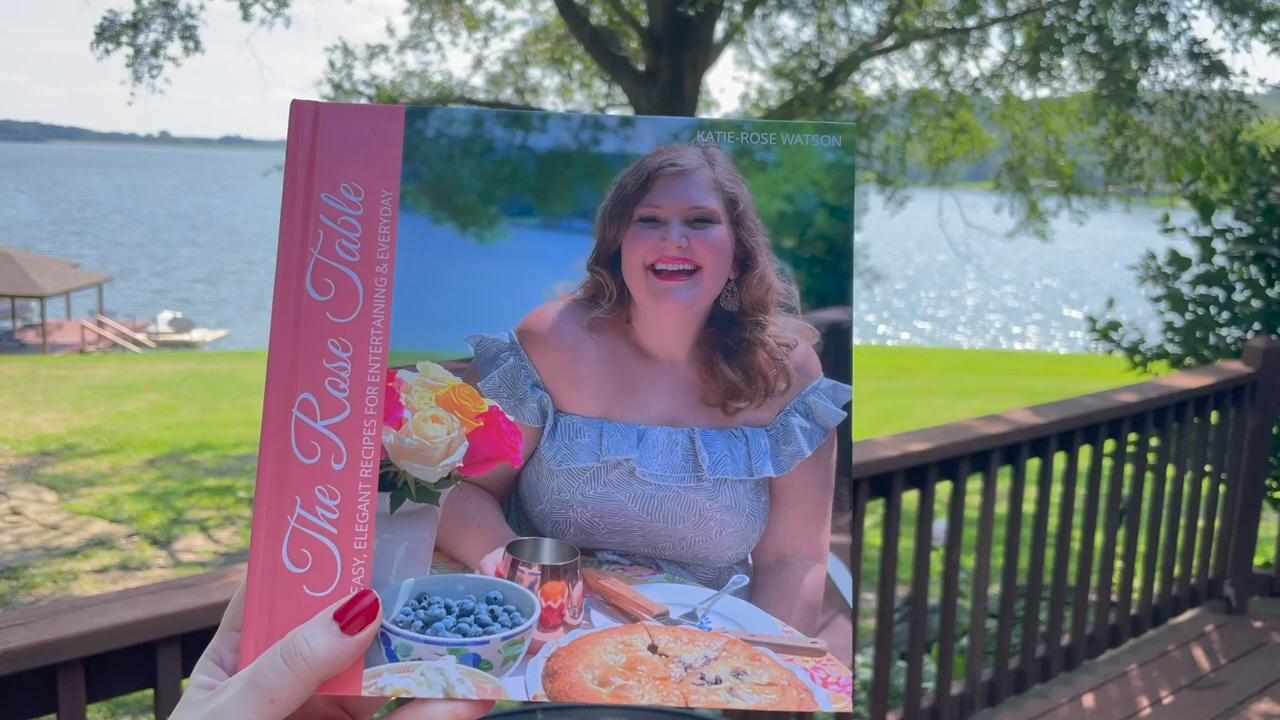 KATIE-ROSE WATSON
The Rose Table
EASY, ELEGANT RECIPES FOR ENTERTAINING & EVERYDAY